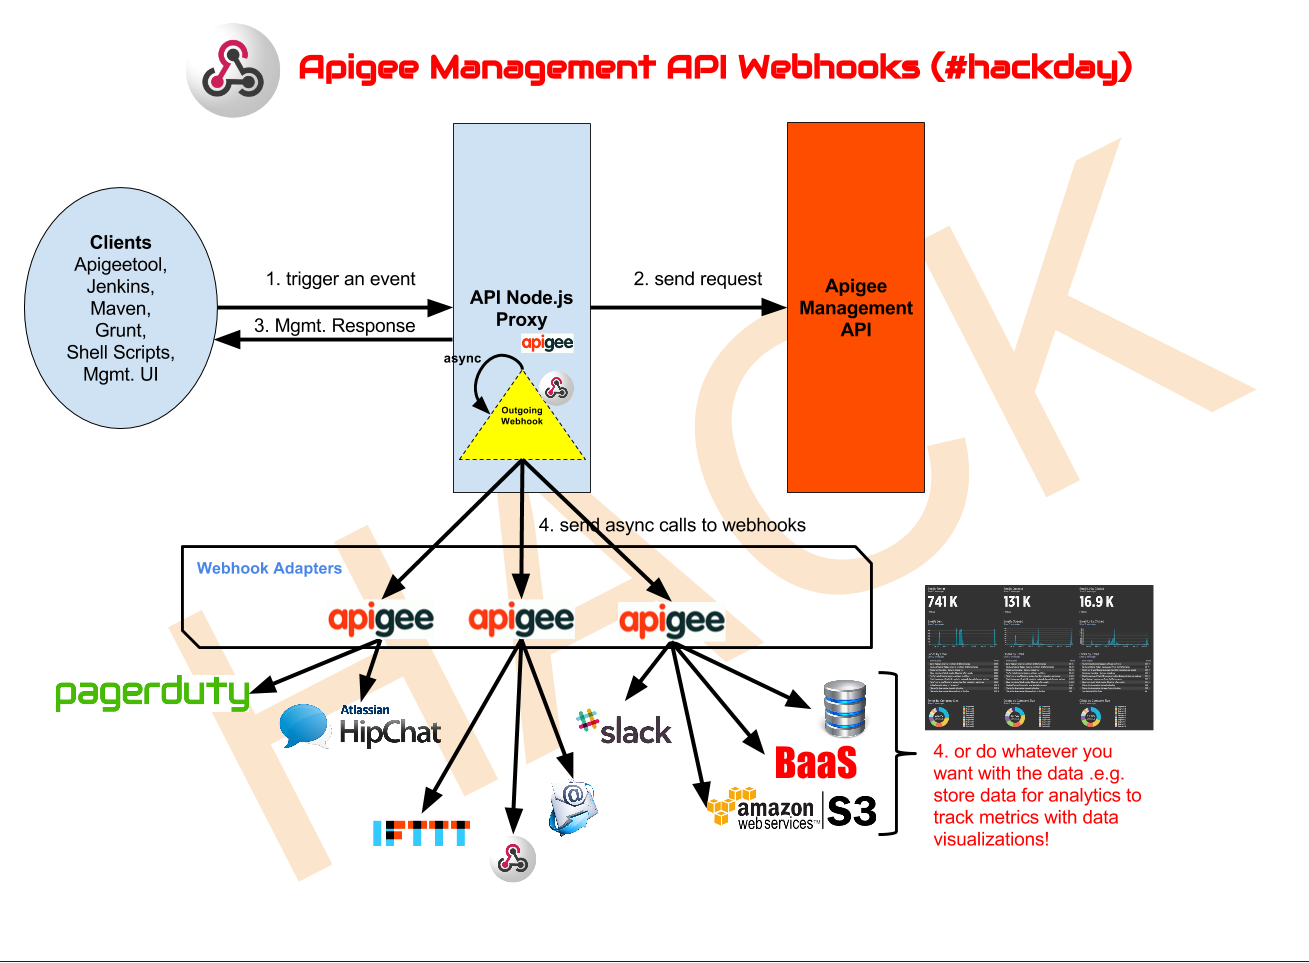 Apigee Management API Webhooks (#hackday)
HACK
Clients
Apigeetool,
Jenkins,
Maven,
Grunt,
Shell Scripts,
Mgmt. UI
1. trigger an event
3. Mgmt. Response
API Node.js
Proxy
apigee
async
Outgoing
Webhook
2. send request
Apigee
Management
API
4. send async calls to webhooks
Webhook Adapters
apigee
apigee
apigee
pagerduty
Atlassian
HipChat
IFTTT
@
slack
BaaS
amazon
web services™
S3
741 K
131 K
16.9 K
4. or do whatever you
want with the data .e.g.
store data for analytics to
track metrics with data
visualizations!